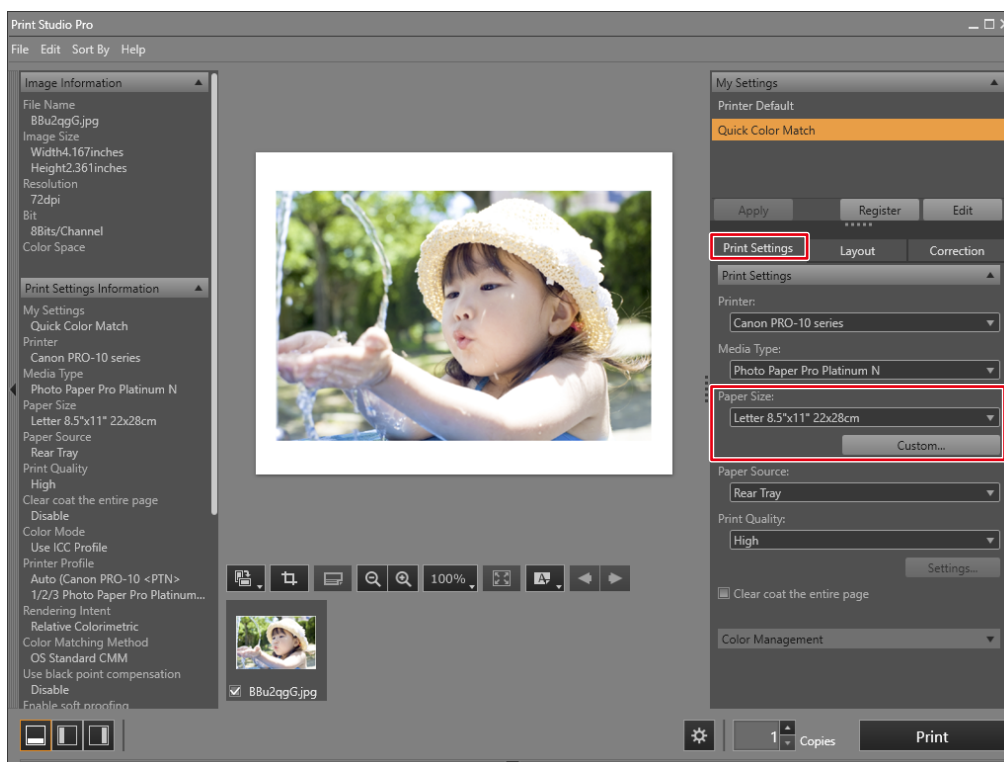 Print Studio Pro
File Edit Sort By Help
Image Information
File Name
BBu2qgG.jpg
Image Size
Width4.167inches
Height2.361inches
Resolution
72dpi
Bit
8Bits/Channel
Color Space
Print Settings Information
My Settings
Quick Color Match
Printer
Canon PRO-10 series
Media Type
Photo Paper Pro Platinum N
Paper Size
Letter 8.5"x11" 22x28cm
Paper Source
Rear Tray
Print Quality
High
Clear coat the entire page
Disable
Color Mode
Use ICC Profile
Printer Profile
Auto (Canon PRO-10 <PTN>
1/2/3 Photo Paper Pro Platinum...
Rendering Intent
Relative Colorimetric
Color Matching Method
OS Standard CMM
Use black point compensation
Disable
Enable soft proofing
100%
A
BBu2qgG.jpg
My Settings
Printer Default
Quick Color Match
Apply Register Edit
Print Settings Layout Correction
Print Settings
Printer:
Canon PRO-10 series
Media Type:
Photo Paper Pro Platinum N
Paper Size:
Letter 8.5"x11" 22x28cm
Custom...
Paper Source:
Rear Tray
Print Quality:
High
Settings...
Clear coat the entire page
Color Management
1 Copies Print